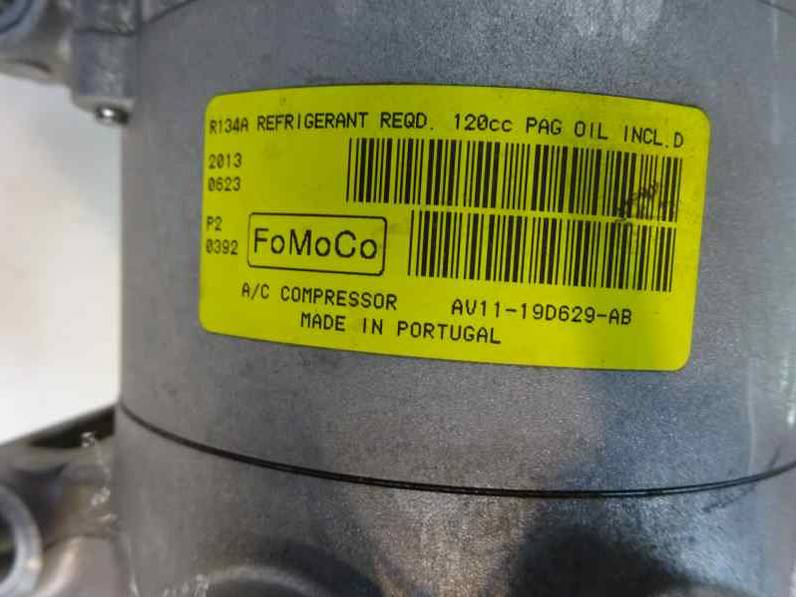 R134A REFRIGERANT REQD. 120cc PAG OIL INCL.D
2013
0623
P2
0392
FoMoCo
A/C COMPRESSOR AV11-19D629-AB
MADE IN PORTUGAL